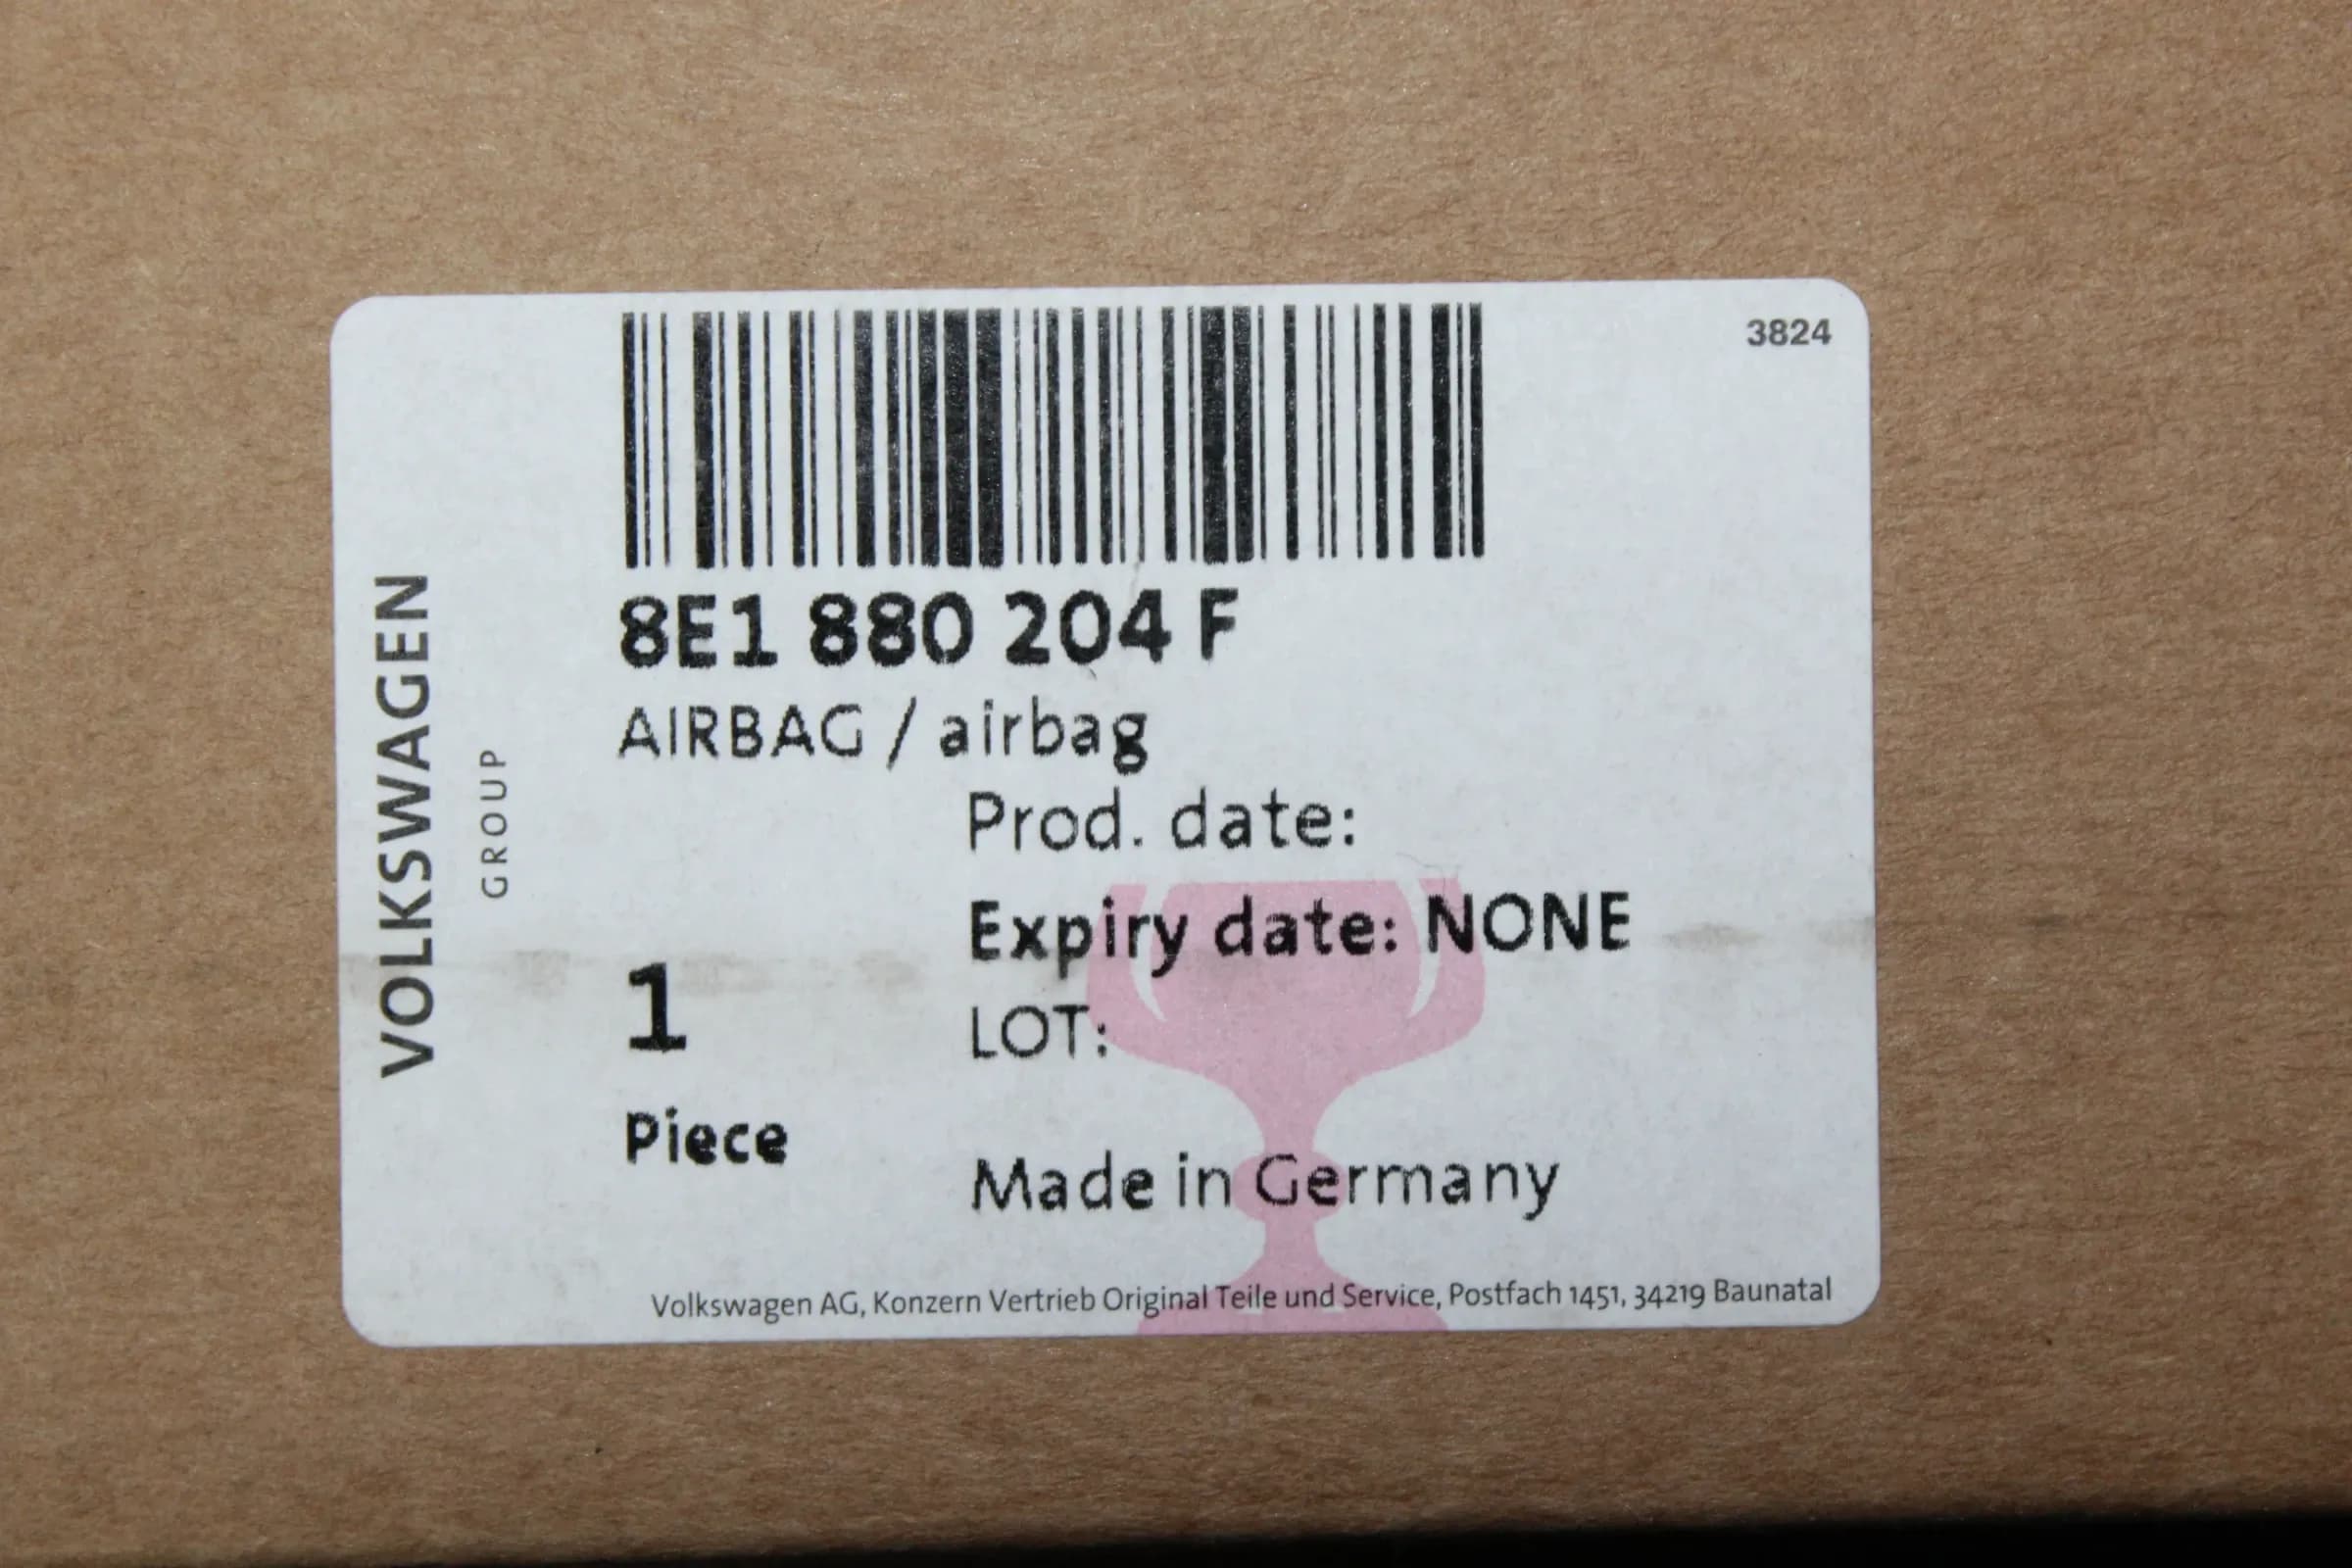 3824
8E1 880 204 F
AIRBAG / airbag
Prod. date:
Expiry date: NONE
LOT:
1
Piece
Made in Germany
VOLKSWAGEN
GROUP
Volkswagen AG, Konzern Vertrieb Original Teile und Service, Postfach 1451, 34219 Baunatal